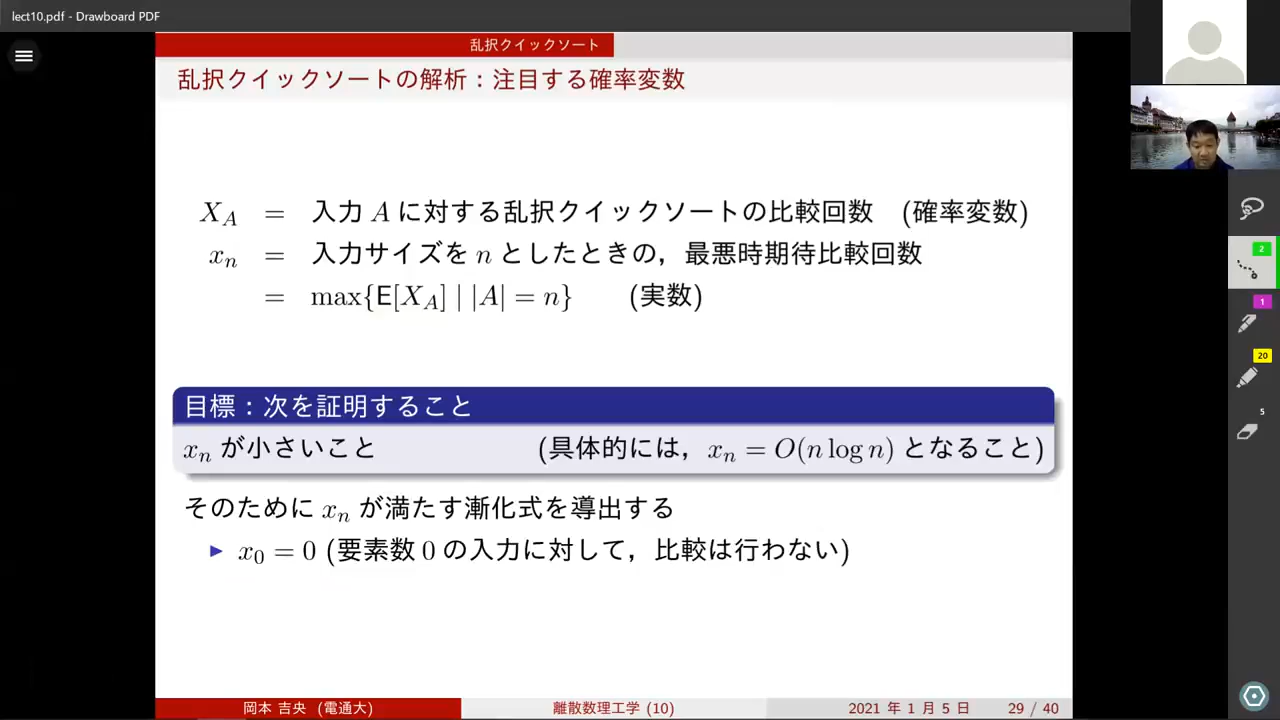 lect10.pdf - Drawboard PDF
乱択クイックソート
乱択クイックソートの解析：注目する確率変数
X_A = 入力 A に対する乱択クイックソートの比較回数 (確率変数)
x_n = 入力サイズを n としたときの，最悪時期待比較回数
= max{E[X_A] | |A| = n} (実数)
目標：次を証明すること
x_n が小さいこと (具体的には，x_n = O(n log n) となること)
そのために x_n が満たす漸化式を導出する
▶ x_0 = 0 (要素数 0 の入力に対して，比較は行わない)
岡本 吉央 (電通大) 離散数理工学 (10) 2021 年 1 月 5 日 29 / 40
2
1
20
5